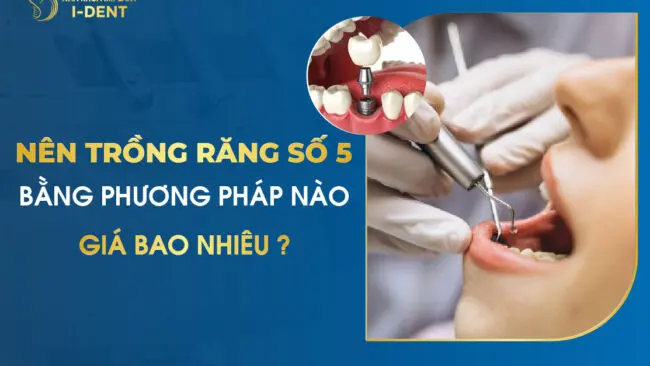 I-DENT
NÊN TRỒNG RĂNG SỐ 5
BẰNG PHƯƠNG PHÁP NÀO
GIÁ BAO NHIÊU ?